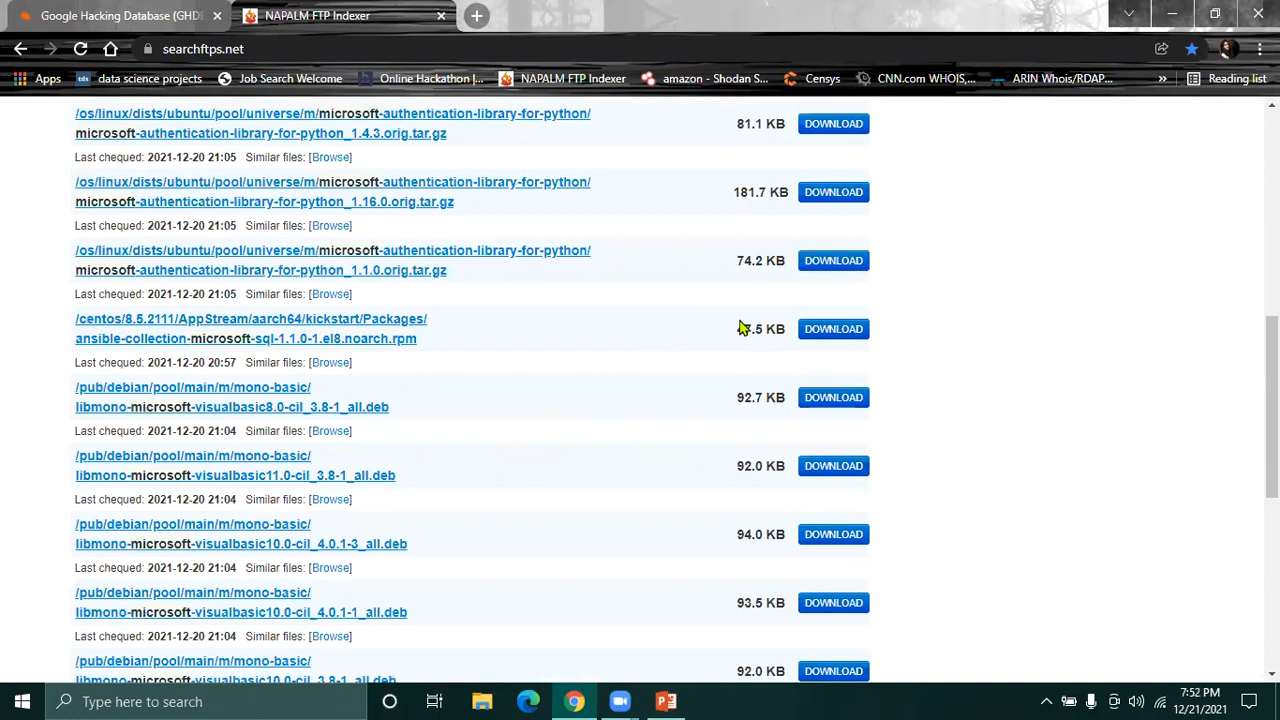 Google Hacking Database (GHDB
NAPALM FTP Indexer
searchftps.net
Apps
data science projects
Job Search Welcome
Online Hackathon |...
NAPALM FTP Indexer
amazon - Shodan S...
Censys
CNN.com WHOIS,...
ARIN Whois/RDAP...
»
Reading list
/os/linux/dists/ubuntu/pool/universe/m/microsoft-authentication-library-for-python/
microsoft-authentication-library-for-python_1.4.3.orig.tar.gz
81.1 KB
DOWNLOAD
Last chequed: 2021-12-20 21:05 Similar files: [Browse]
/os/linux/dists/ubuntu/pool/universe/m/microsoft-authentication-library-for-python/
microsoft-authentication-library-for-python_1.16.0.orig.tar.gz
181.7 KB
DOWNLOAD
Last chequed: 2021-12-20 21:05 Similar files: [Browse]
/os/linux/dists/ubuntu/pool/universe/m/microsoft-authentication-library-for-python/
microsoft-authentication-library-for-python_1.1.0.orig.tar.gz
74.2 KB
DOWNLOAD
Last chequed: 2021-12-20 21:05 Similar files: [Browse]
/centos/8.5.2111/AppStream/aarch64/kickstart/Packages/
ansible-collection-microsoft-sql-1.1.0-1.el8.noarch.rpm
KB
DOWNLOAD
Last chequed: 2021-12-20 20:57 Similar files: [Browse]
/pub/debian/pool/main/m/mono-basic/
libmono-microsoft-visualbasic8.0-cil_3.8-1_all.deb
92.7 KB
DOWNLOAD
Last chequed: 2021-12-20 21:04 Similar files: [Browse]
/pub/debian/pool/main/m/mono-basic/
libmono-microsoft-visualbasic11.0-cil_3.8-1_all.deb
92.0 KB
DOWNLOAD
Last chequed: 2021-12-20 21:04 Similar files: [Browse]
/pub/debian/pool/main/m/mono-basic/
libmono-microsoft-visualbasic10.0-cil_4.0.1-3_all.deb
94.0 KB
DOWNLOAD
Last chequed: 2021-12-20 21:04 Similar files: [Browse]
/pub/debian/pool/main/m/mono-basic/
libmono-microsoft-visualbasic10.0-cil_4.0.1-1_all.deb
93.5 KB
DOWNLOAD
Last chequed: 2021-12-20 21:04 Similar files: [Browse]
/pub/debian/pool/main/m/mono-basic/
libmono-microsoft-visualbasic10.0-cil_3.8-1_all.deb
92.0 KB
DOWNLOAD
Type here to search
7:52 PM
12/21/2021